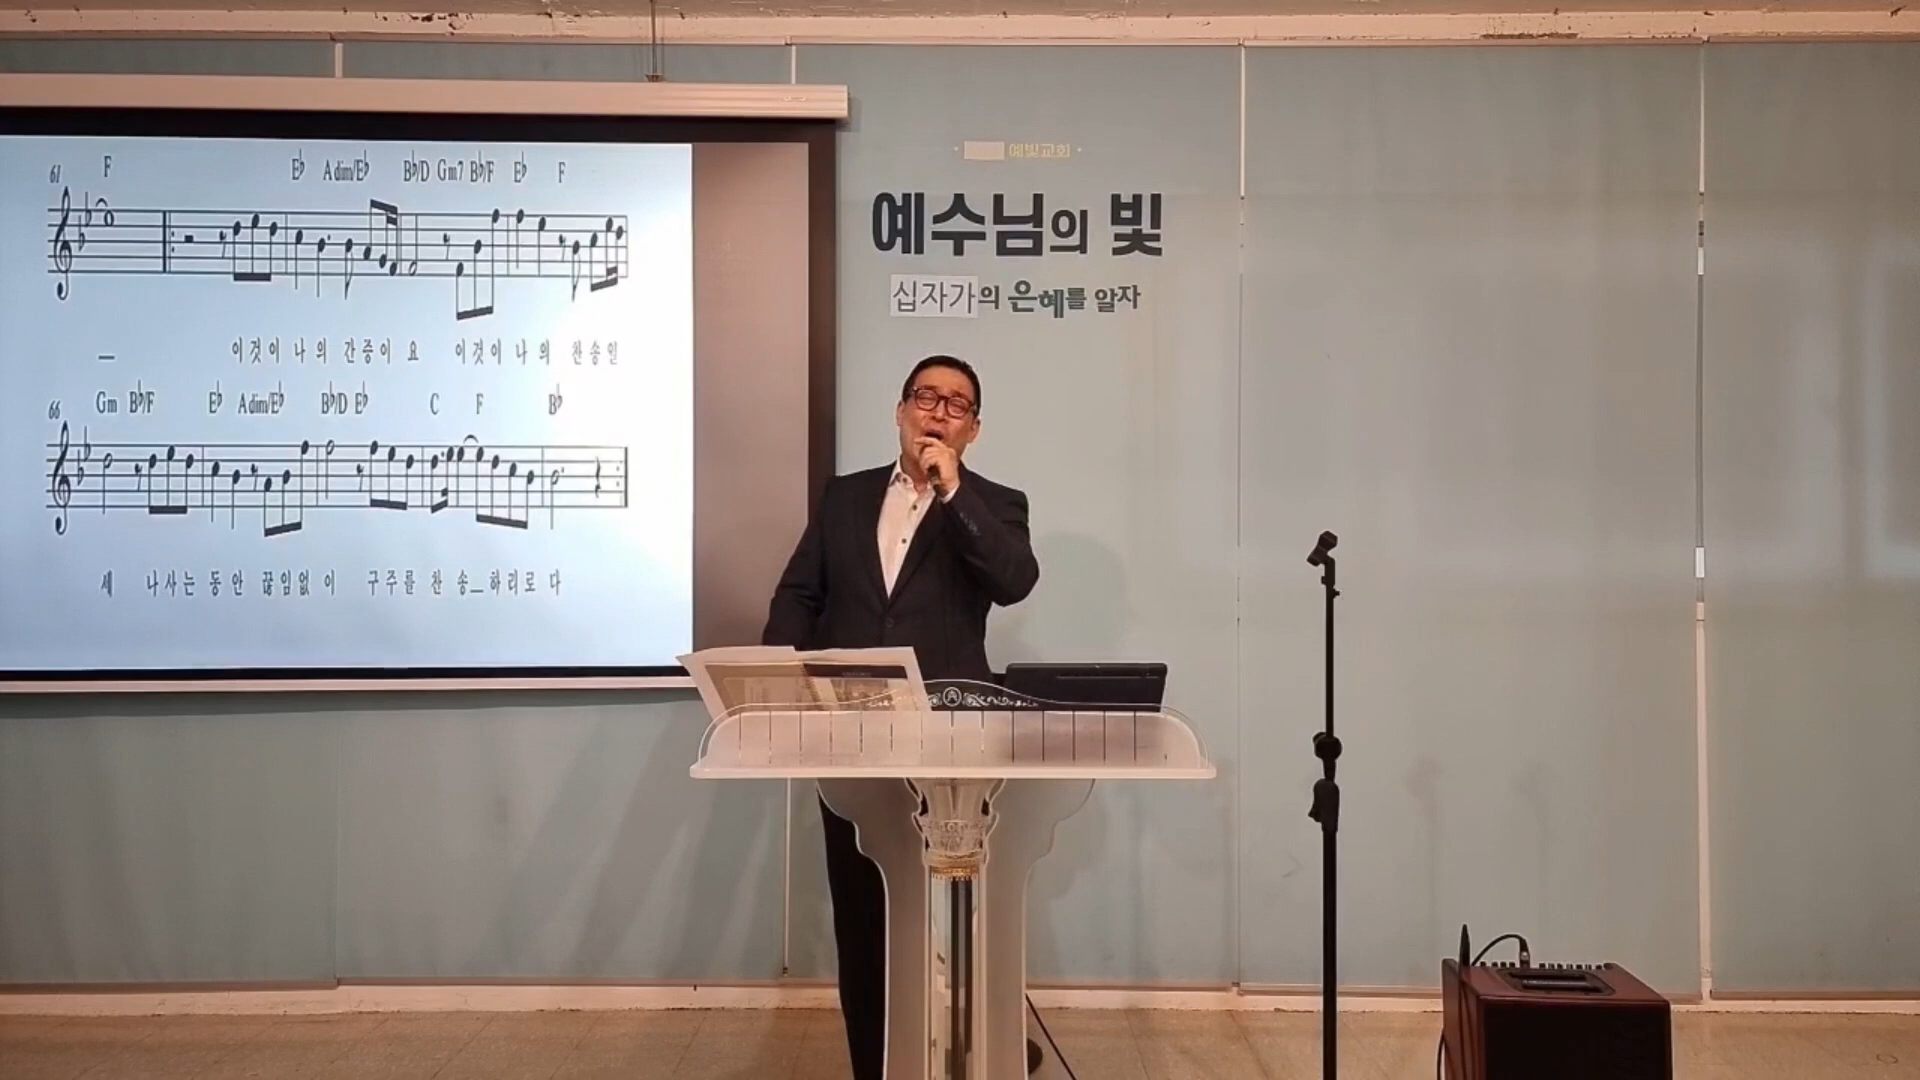 61 F E♭ Adim/E♭ B♭/D Gm7 B♭/F E♭ F
이것이 나의 간증이 요 이것이 나의 찬송일
66 Gm B♭/F E♭ Adim/E♭ B♭/D E♭ C F B♭
세 나사는 동안 끊임없 이 구주를 찬 송_하리로 다
예빛교회
예수님의 빛
십자가의 은혜를 알자